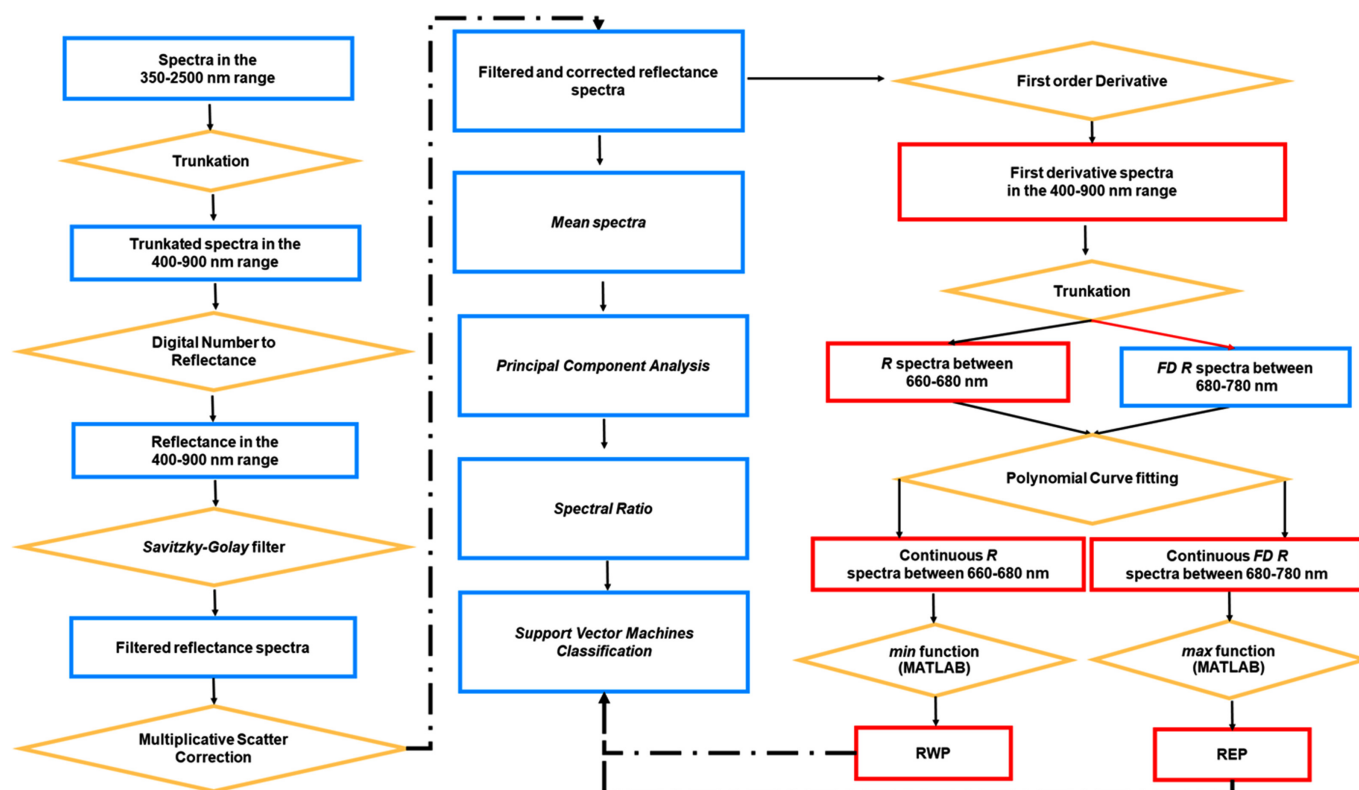 Spectra in the
350-2500 nm range
Trunkation
Trunkated spectra in the
400-900 nm range
Digital Number to
Reflectance
Reflectance in the
400-900 nm range
Savitzky-Golay filter
Filtered reflectance spectra
Multiplicative Scatter
Correction
Filtered and corrected reflectance
spectra
Mean spectra
Principal Component Analysis
Spectral Ratio
Support Vector Machines
Classification
First order Derivative
First derivative spectra
in the 400-900 nm range
Trunkation
R spectra between
660-680 nm
FD R spectra between
680-780 nm
Polynomial Curve fitting
Continuous R
spectra between 660-680 nm
Continuous FD R
spectra between 680-780 nm
min function
(MATLAB)
max function
(MATLAB)
RWP
REP